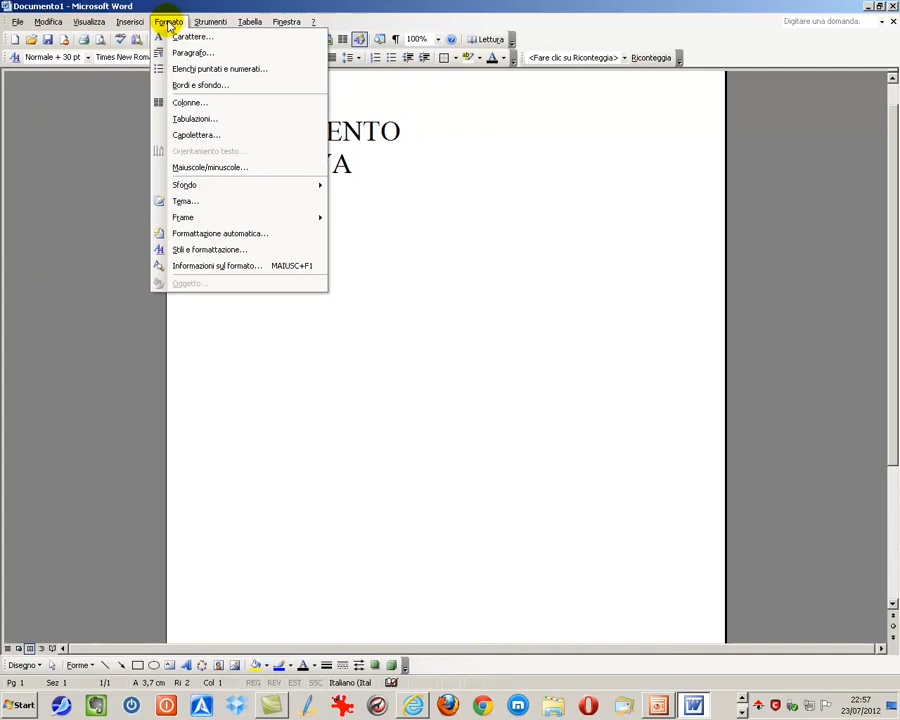 Documento1 - Microsoft Word
File Modifica Visualizza Inserisci Formato Strumenti Tabella Finestra ? Digitare una domanda.
100% Lettura
Normale + 30 pt Times New Rom <Fare clic su Riconteggia> Riconteggia
Carattere...
Paragrafo...
Elenchi puntati e numerati...
Bordi e sfondo...
Colonne...
Tabulazioni...
Capolettera...
Orientamento testo...
Maiuscole/minuscole...
Sfondo
Tema...
Frame
Formattazione automatica...
Stili e formattazione...
Informazioni sul formato... MAIUSC+F1
Oggetto...
ENTO
VA
Disegno Forme
Pg 1 Sez 1 1/1 A 3,7 cm Ri 2 Col 1 REG REV EST SSC Italiano (Ital
Start
22:57
23/07/2012